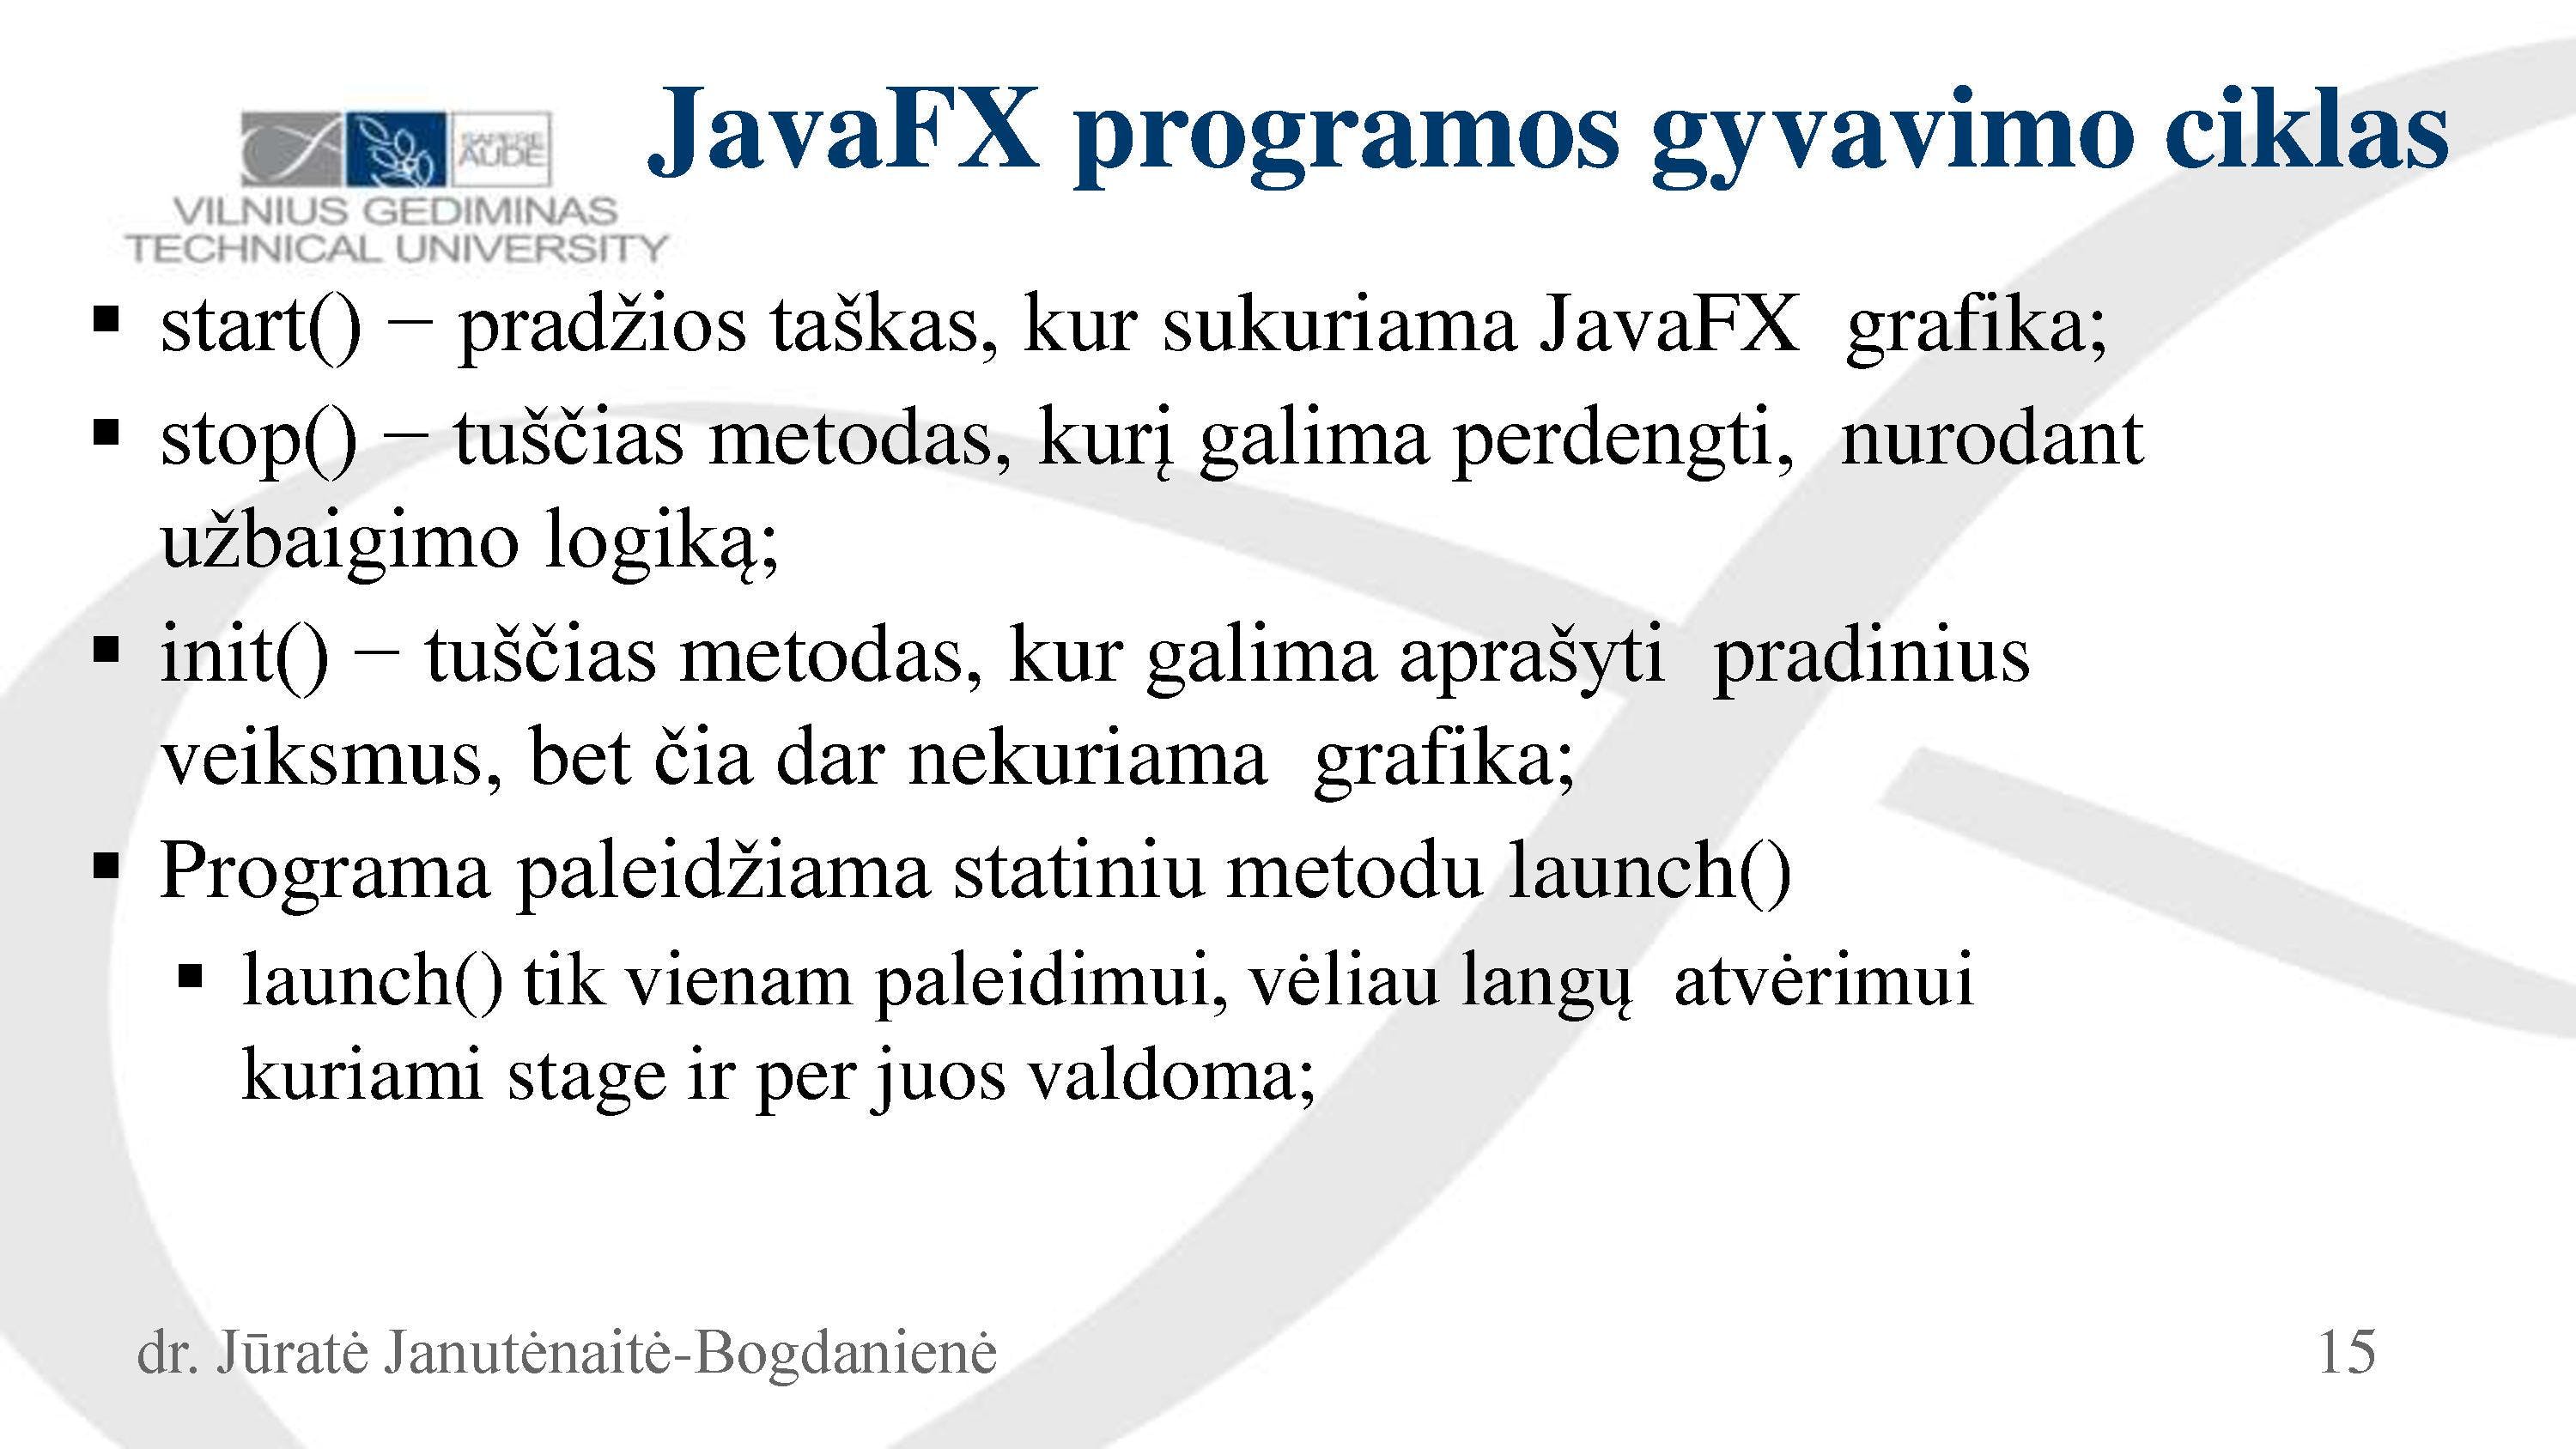 JavaFX programos gyvavimo ciklas
SAPERE
AUDE
VILNIUS GEDIMINAS
TECHNICAL UNIVERSITY
▪ start() − pradžios taškas, kur sukuriama JavaFX grafika;
▪ stop() − tuščias metodas, kurį galima perdengti, nurodant
užbaigimo logiką;
▪ init() − tuščias metodas, kur galima aprašyti pradinius
veiksmus, bet čia dar nekuriama grafika;
▪ Programa paleidžiama statiniu metodu launch()
▪ launch() tik vienam paleidimui, vėliau langų atvėrimui
kuriami stage ir per juos valdoma;
dr. Jūratė Janutėnaitė-Bogdanienė
15